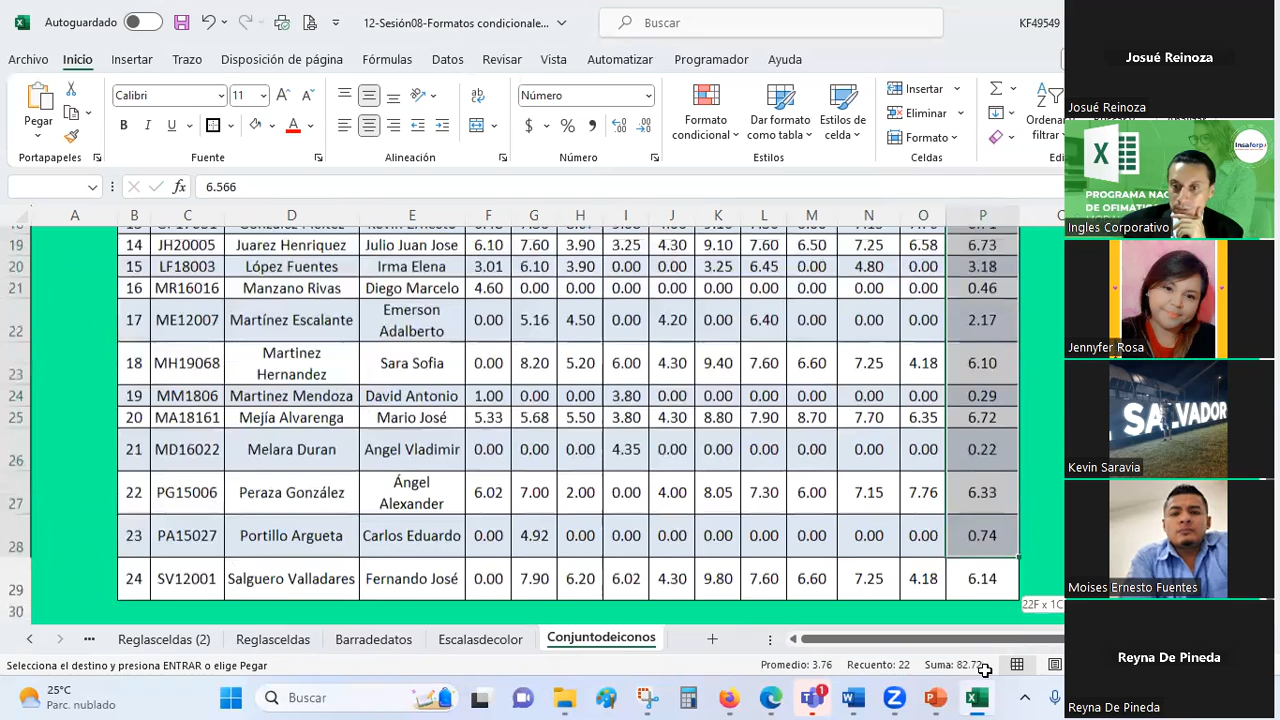 Autoguardado 12-Sesión08-Formatos condicionale... Buscar KF49549
Archivo Inicio Insertar Trazo Disposición de página Fórmulas Datos Revisar Vista Automatizar Programador Ayuda
Pegar Calibri 11 Número Formato condicional Dar formato como tabla Estilos de celda Insertar Eliminar Formato Ordena filtrar
Portapapeles Fuente Alineación Número Estilos Celdas
fx 6.566
A B C D E F G H I J K L M N O P
19 14 JH20005 Juarez Henriquez Julio Juan Jose 6.10 7.60 3.90 3.25 4.30 9.10 7.60 6.50 7.25 6.58 6.73
20 15 LF18003 López Fuentes Irma Elena 3.01 6.10 3.90 0.00 0.00 3.25 6.45 0.00 4.80 0.00 3.18
21 16 MR16016 Manzano Rivas Diego Marcelo 4.60 0.00 0.00 0.00 0.00 0.00 0.00 0.00 0.00 0.00 0.46
22 17 ME12007 Martínez Escalante Emerson Adalberto 0.00 5.16 4.50 0.00 4.20 0.00 6.40 0.00 0.00 0.00 2.17
23 18 MH19068 Martinez Hernandez Sara Sofia 0.00 8.20 5.20 6.00 4.30 9.40 7.60 6.60 7.25 4.18 6.10
24 19 MM1806 Martinez Mendoza David Antonio 1.00 0.00 0.00 3.80 0.00 0.00 0.00 0.00 0.00 0.00 0.29
25 20 MA18161 Mejía Alvarenga Mario José 5.33 5.68 5.50 3.80 4.30 8.80 7.90 8.70 7.70 6.35 6.72
26 21 MD16022 Melara Duran Angel Vladimir 0.00 0.00 0.00 4.35 0.00 0.00 0.00 0.00 0.00 0.00 0.22
27 22 PG15006 Peraza González Ángel Alexander 6.02 7.00 2.00 0.00 4.00 8.05 7.30 6.00 7.15 7.76 6.33
28 23 PA15027 Portillo Argueta Carlos Eduardo 0.00 4.92 0.00 0.00 0.00 0.00 0.00 0.00 0.00 0.00 0.74
29 24 SV12001 Salguero Valladares Fernando José 0.00 7.90 6.20 6.02 4.30 9.80 7.60 6.60 7.25 4.18 6.14
30 22F x 1C
Reglasceldas (2) Reglasceldas Barradedatos Escalasdecolor Conjuntodeiconos
Selecciona el destino y presiona ENTRAR o elige Pegar Promedio: 3.76 Recuento: 22 Suma: 82.72
25°C
Parc. nublado
Buscar
1
Josué Reinoza
Josué Reinoza
Insaforp
PROGRAMA NAC
DE OFIMATIC
Ingles Corporativo
Jennyfer Rosa
SALVADOR
Kevin Saravia
Moises Ernesto Fuentes
Reyna De Pineda
Reyna De Pineda